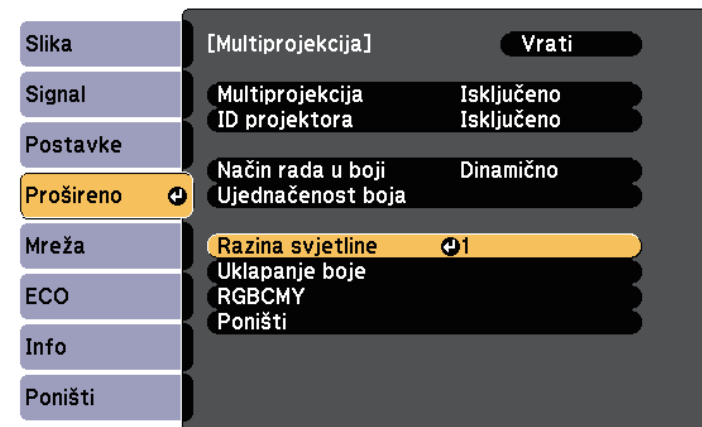 Slika
Signal
Postavke
Prošireno
Mreža
ECO
Info
Poništi
[Multiprojekcija] Vrati
Multiprojekcija Isključeno
ID projektora Isključeno
Način rada u boji Dinamično
Ujednačenost boja
Razina svjetline 1
Uklapanje boje
RGBCMY
Poništi